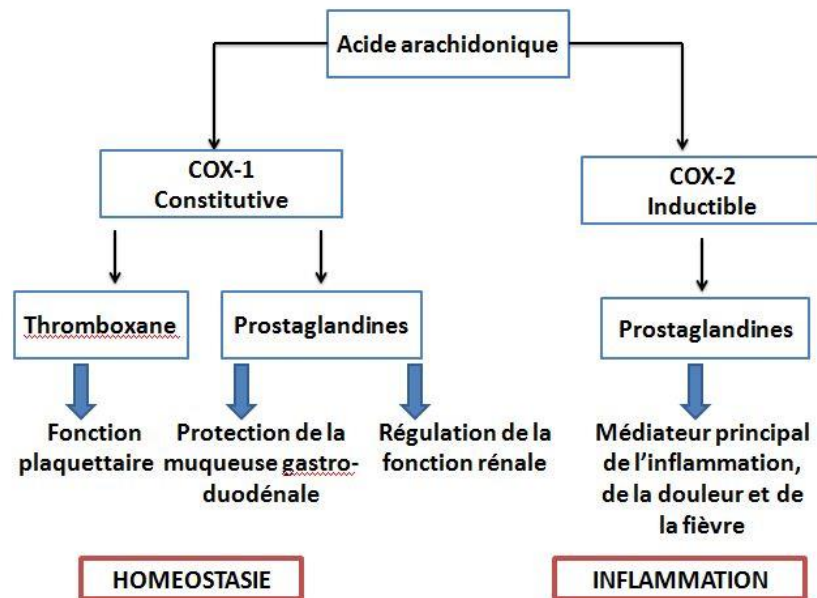 Acide arachidonique
COX-1
Constitutive
COX-2
Inductible
Thromboxane
Prostaglandines
Prostaglandines
Fonction
plaquettaire
Protection de la
muqueuse gastro-
duodénale
Régulation de la
fonction rénale
Médiateur principal
de l'inflammation,
de la douleur et de
la fièvre
HOMEOSTASIE
INFLAMMATION